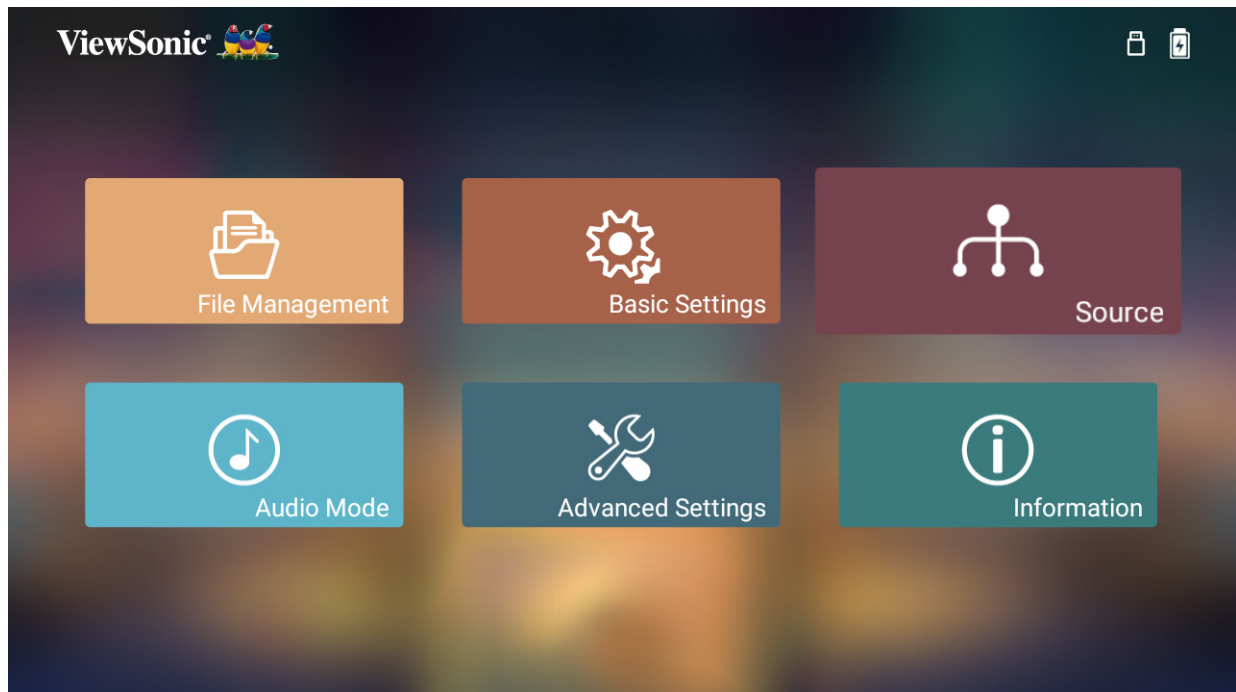 ViewSonic®
File Management
Basic Settings
Source
Audio Mode
Advanced Settings
Information